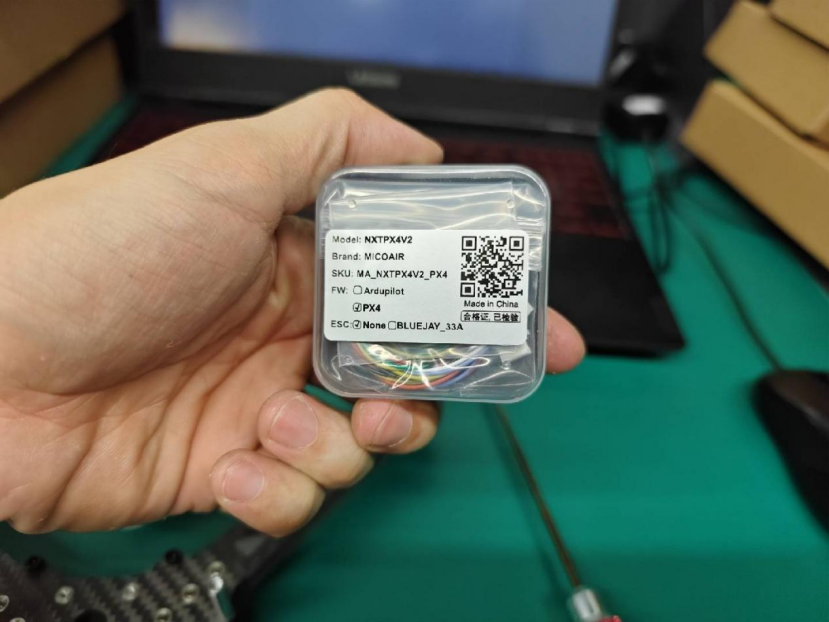 Model: NXTPX4V2
Brand: MICOAIR
SKU: MA_NXTPX4V2_PX4
FW: ☐Ardupilot
☑PX4
ESC:☑None ☐BLUEJAY_33A
Made in China
合格证 已检验